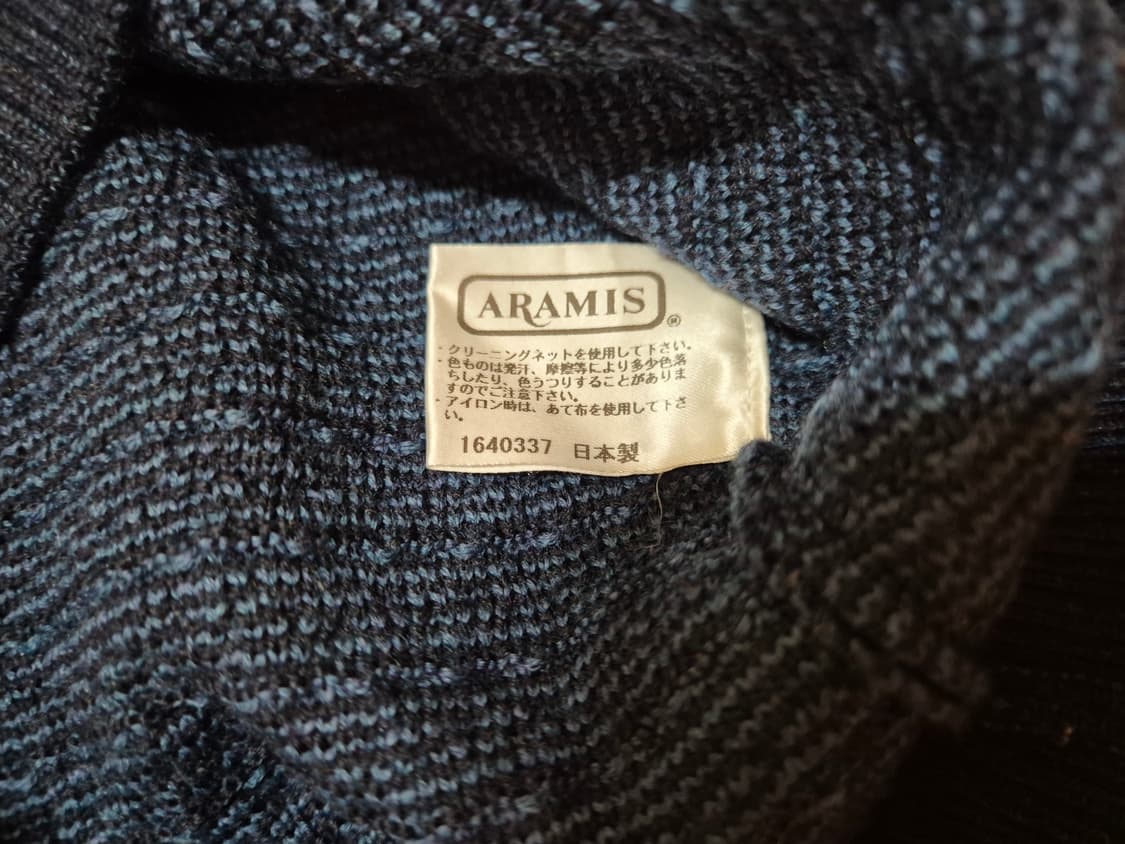 ARAMIS®
・クリーニングネットを使用して下さい。
・色ものは発汗、摩擦等により多少色落
ちしたり、色うつりすることがありま
すのでご注意下さい。
・アイロン時は、あて布を使用して下さ
い。
1640337 日本製